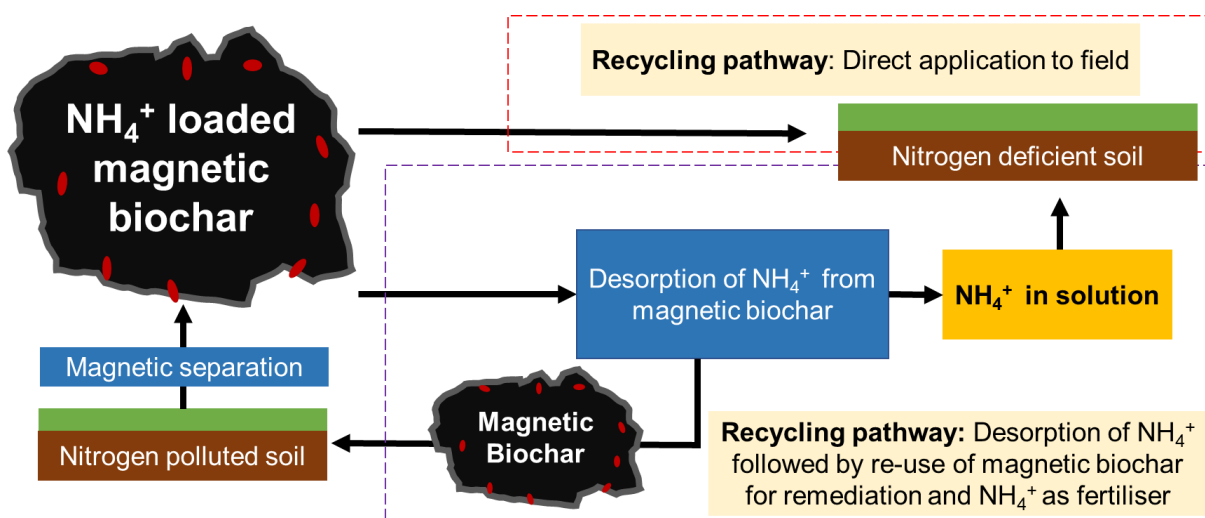 Recycling pathway: Direct application to field
NH₄⁺ loaded
magnetic
biochar
Nitrogen deficient soil
Desorption of NH₄⁺ from
magnetic biochar
NH₄⁺ in solution
Magnetic separation
Nitrogen polluted soil
Magnetic
Biochar
Recycling pathway: Desorption of NH₄⁺
followed by re-use of magnetic biochar
for remediation and NH₄⁺ as fertiliser